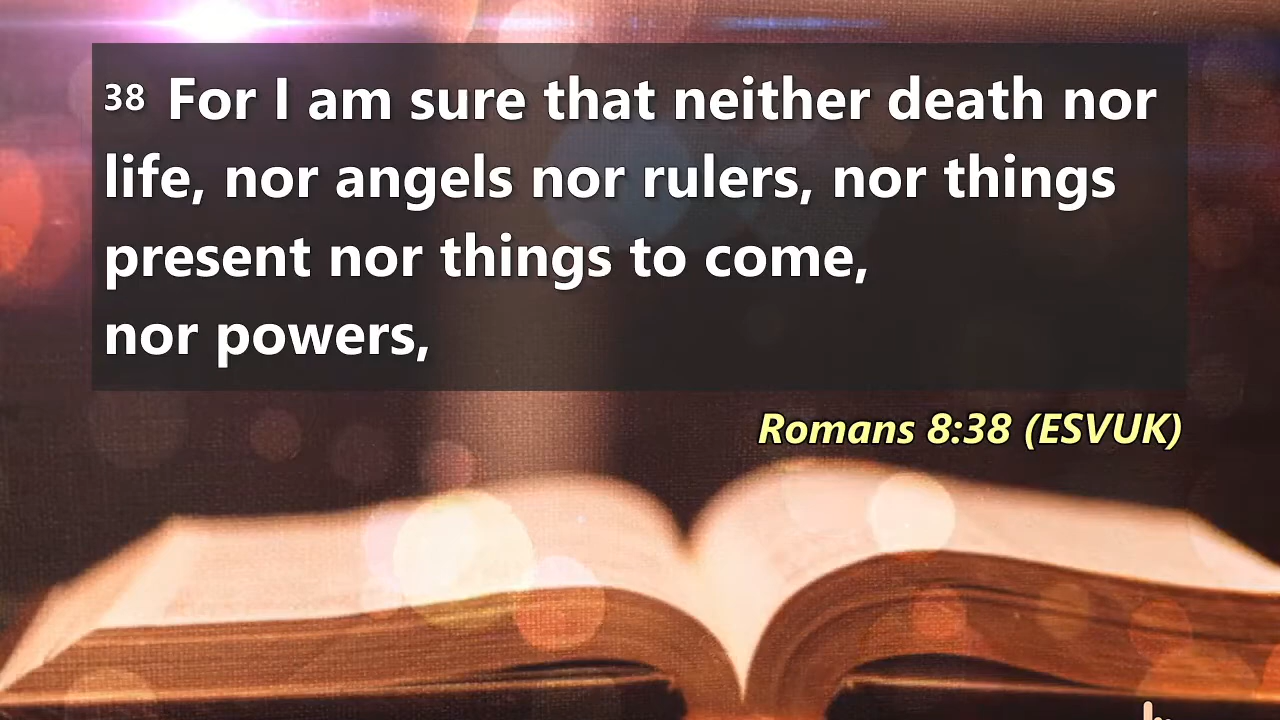 38 For I am sure that neither death nor
life, nor angels nor rulers, nor things
present nor things to come,
nor powers,
Romans 8:38 (ESVUK)